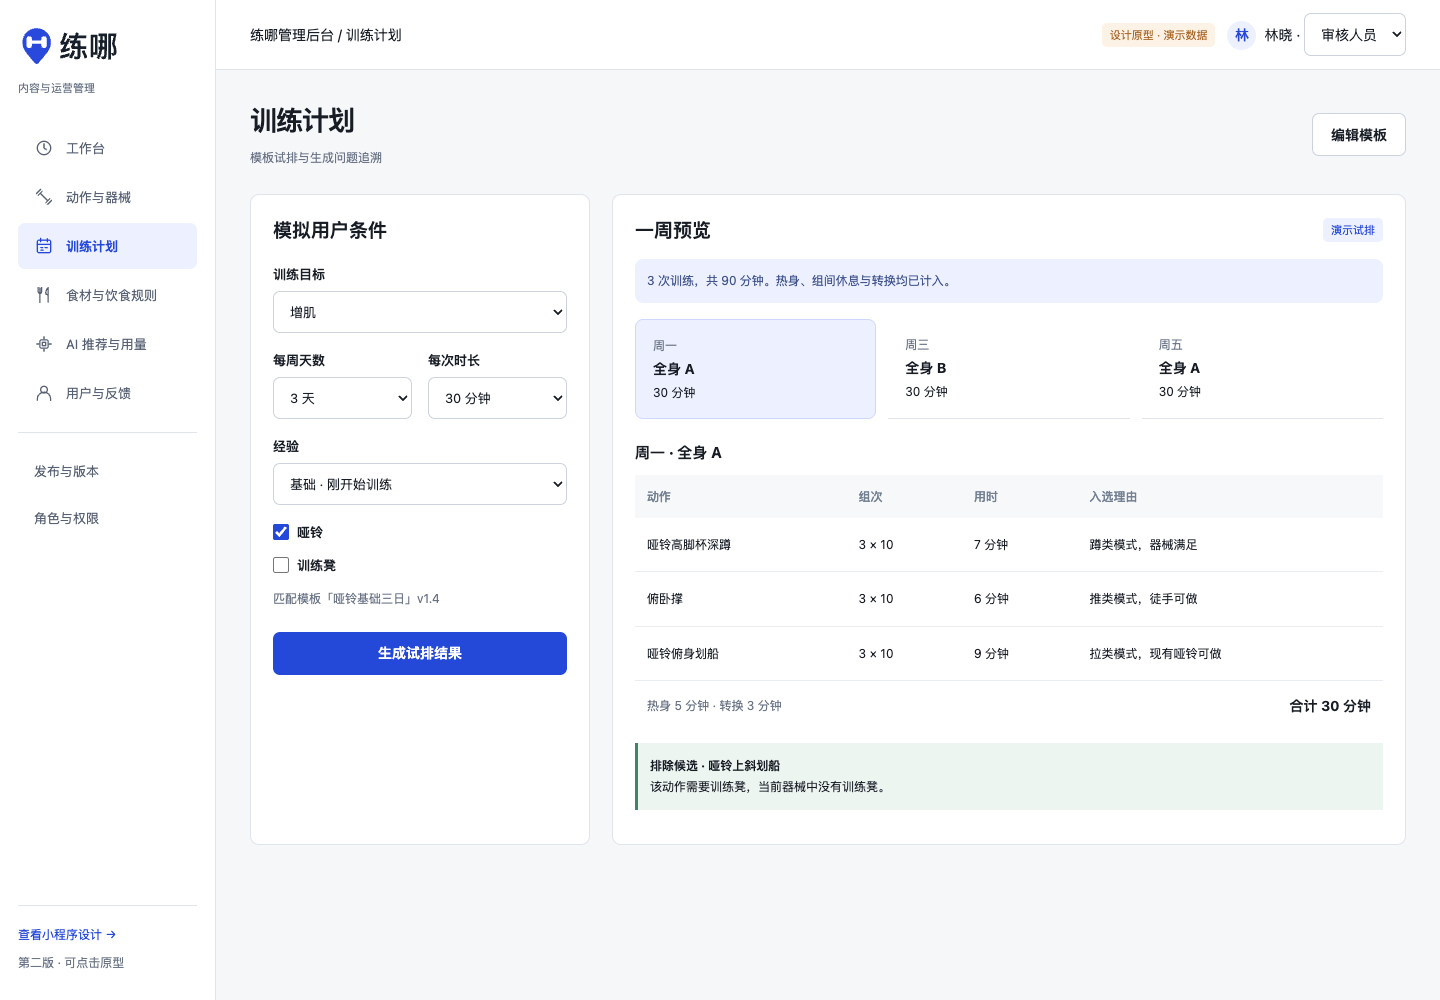 练哪
内容与运营管理
工作台
动作与器械
训练计划
食材与饮食规则
AI 推荐与用量
用户与反馈
发布与版本
角色与权限
查看小程序设计 →
第二版 · 可点击原型
练哪管理后台 / 训练计划
设计原型 · 演示数据
林 林晓 · 审核人员
训练计划
模板试排与生成问题追溯
编辑模板
模拟用户条件
训练目标
增肌
每周天数 每次时长
3 天 30 分钟
经验
基础 · 刚开始训练
哑铃
训练凳
匹配模板「哑铃基础三日」v1.4
生成试排结果
一周预览
演示试排
3 次训练，共 90 分钟。热身、组间休息与转换均已计入。
周一
全身 A
30 分钟
周三
全身 B
30 分钟
周五
全身 A
30 分钟
周一 · 全身 A
动作 组次 用时 入选理由
哑铃高脚杯深蹲 3 × 10 7 分钟 蹲类模式，器械满足
俯卧撑 3 × 10 6 分钟 推类模式，徒手可做
哑铃俯身划船 3 × 10 9 分钟 拉类模式，现有哑铃可做
热身 5 分钟 · 转换 3 分钟 合计 30 分钟
排除候选 · 哑铃上斜划船
该动作需要训练凳，当前器械中没有训练凳。